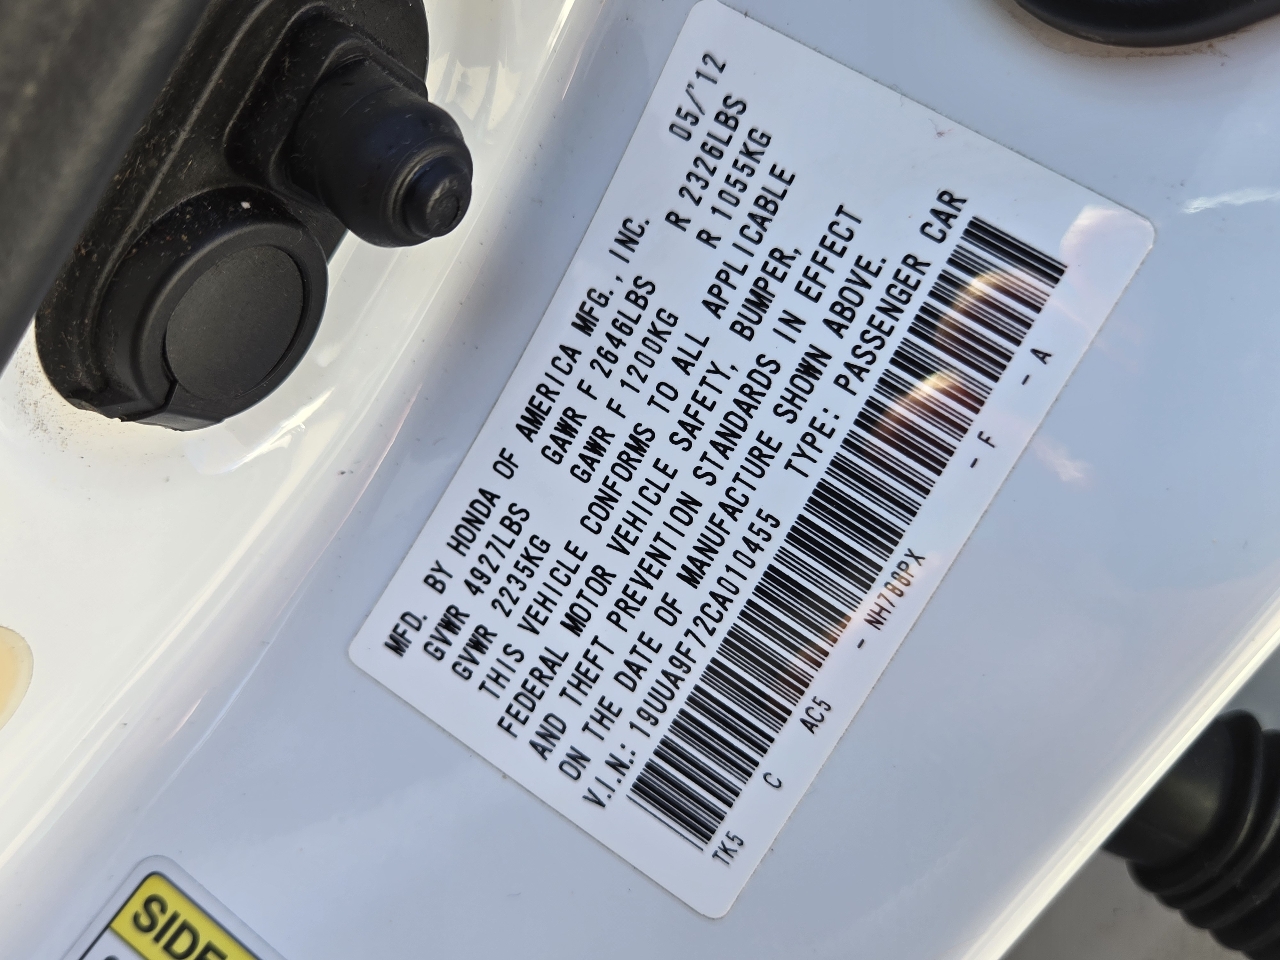 MFD. BY HONDA OF AMERICA MFG., INC. 05/'12
GVWR 4927LBS GAWR F 2646LBS R 2326LBS
GVWR 2235KG GAWR F 1200KG R 1055KG
THIS VEHICLE CONFORMS TO ALL APPLICABLE
FEDERAL MOTOR VEHICLE SAFETY, BUMPER,
AND THEFT PREVENTION STANDARDS IN EFFECT
ON THE DATE OF MANUFACTURE SHOWN ABOVE.
V.I.N.: 19UUA9F72CA010455 TYPE: PASSENGER CAR
TK5 C AC5 - NH788PX - F - A
SIDE